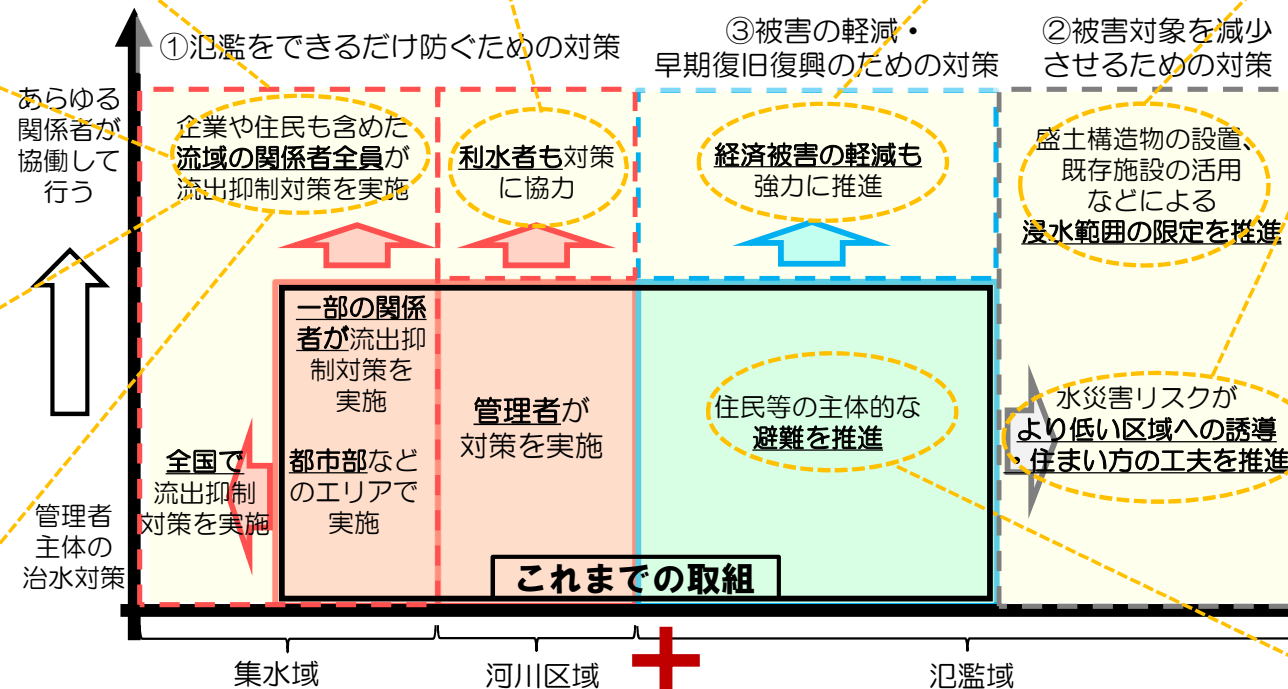 ①氾濫をできるだけ防ぐための対策
③被害の軽減・
早期復旧復興のための対策
②被害対象を減少
させるための対策
あらゆる
関係者が
協働して
行う
企業や住民も含めた
流域の関係者全員が
流出抑制対策を実施
利水者も対策
に協力
経済被害の軽減も
強力に推進
盛土構造物の設置、
既存施設の活用
などによる
浸水範囲の限定を推進
一部の関係
者が流出抑
制対策を
実施
都市部など
のエリアで
実施
全国で
流出抑制
対策を実施
管理者が
対策を実施
住民等の主体的な
避難を推進
水災害リスクが
より低い区域への誘導
・住まい方の工夫を推進
管理者
主体の
治水対策
これまでの取組
集水域
河川区域
氾濫域